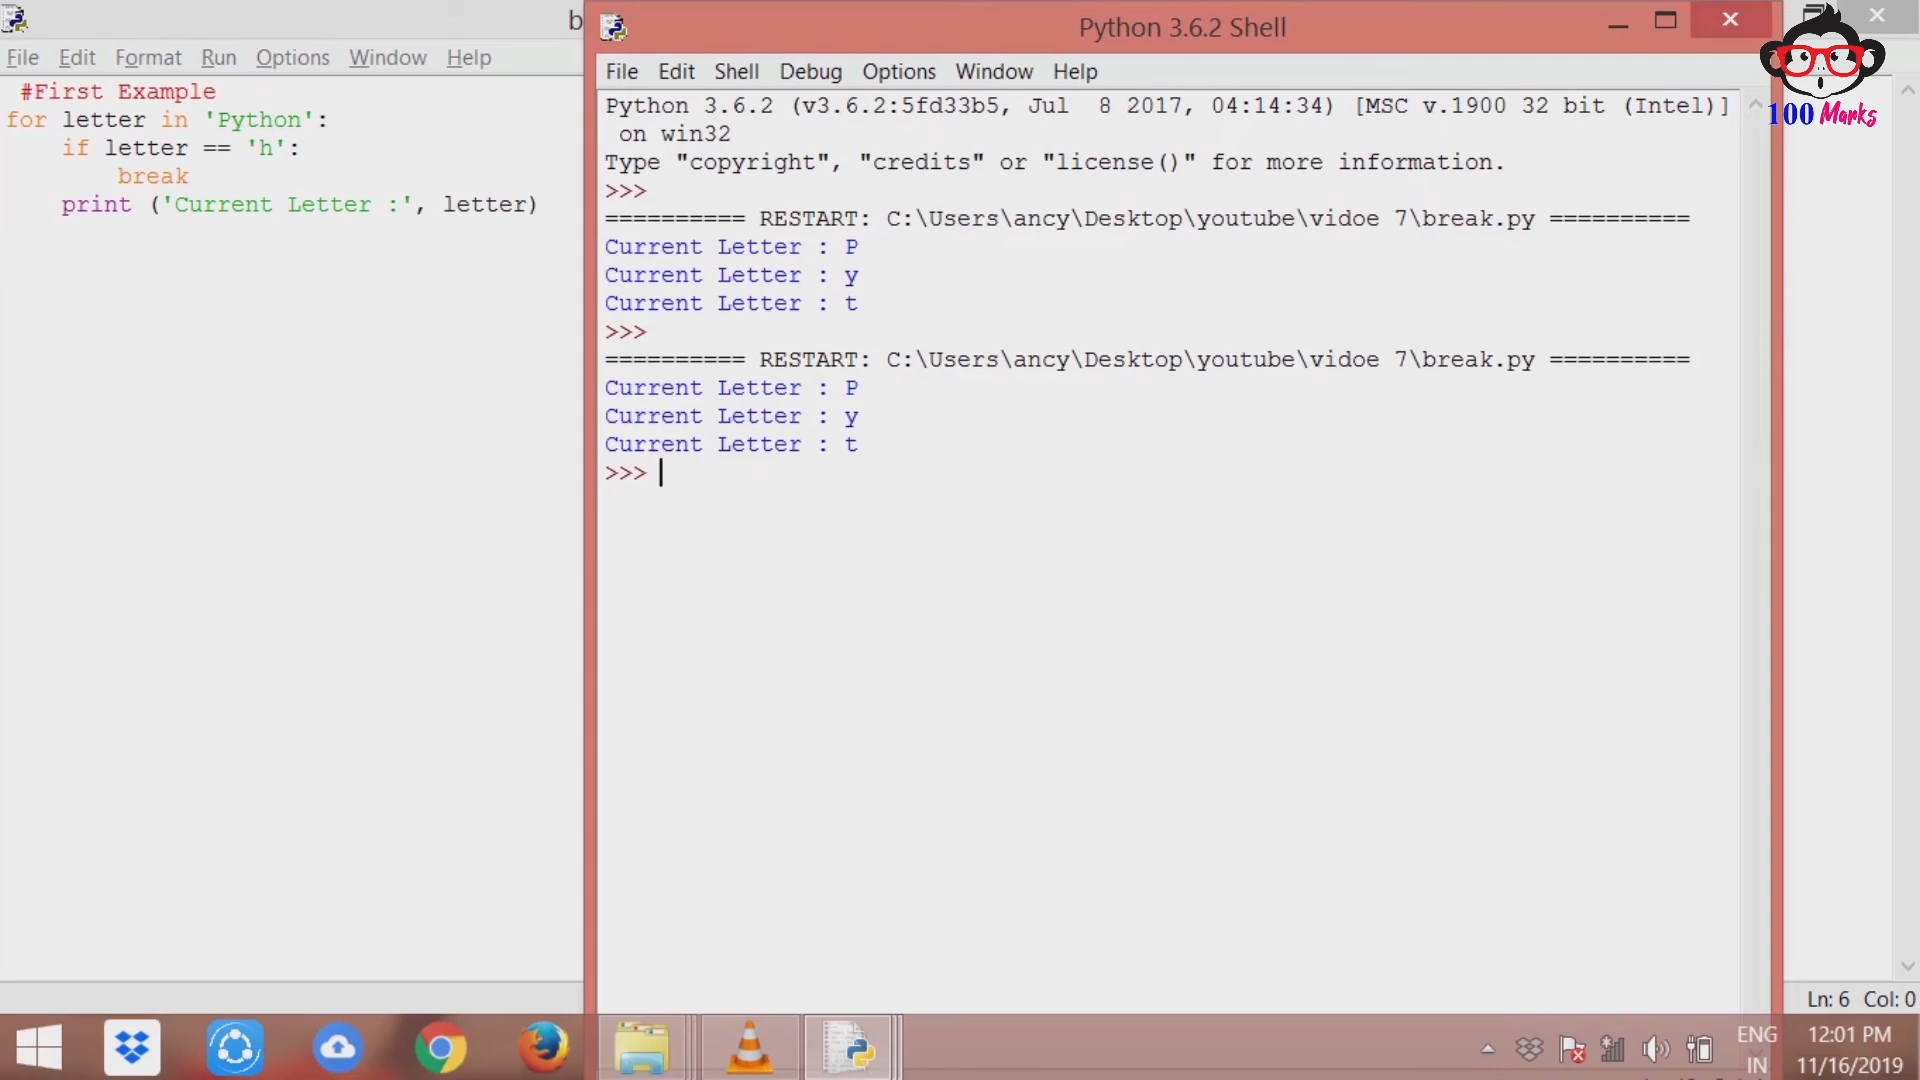 b
File Edit Format Run Options Window Help
#First Example
for letter in 'Python':
    if letter == 'h':
        break
    print ('Current Letter :', letter)
Python 3.6.2 Shell
File Edit Shell Debug Options Window Help
Python 3.6.2 (v3.6.2:5fd33b5, Jul  8 2017, 04:14:34) [MSC v.1900 32 bit (Intel)]
 on win32
Type "copyright", "credits" or "license()" for more information.
>>>
========== RESTART: C:\Users\ancy\Desktop\youtube\vidoe 7\break.py ==========
Current Letter : P
Current Letter : y
Current Letter : t
>>>
========== RESTART: C:\Users\ancy\Desktop\youtube\vidoe 7\break.py ==========
Current Letter : P
Current Letter : y
Current Letter : t
>>>
100 Marks
Ln: 6 Col: 0
ENG
IN
12:01 PM
11/16/2019